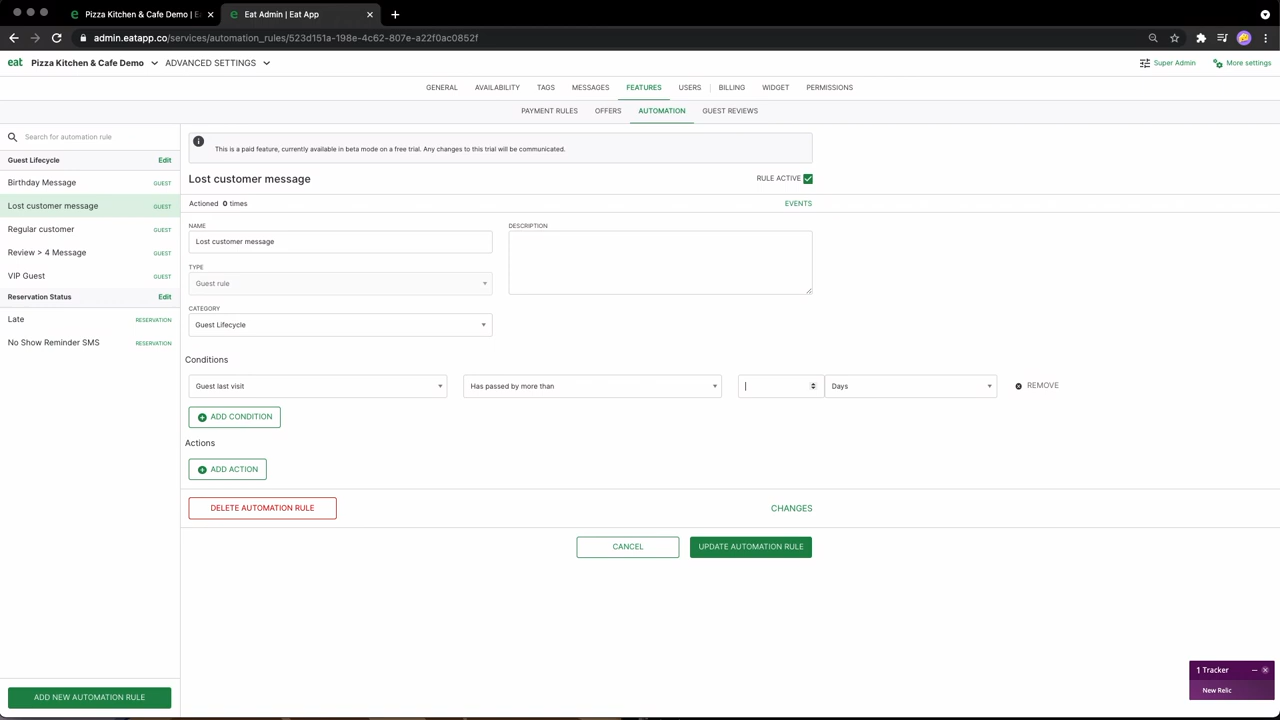 Pizza Kitchen & Cafe Demo | E
Eat Admin | Eat App
admin.eatapp.co/services/automation_rules/523d151a-198e-4c62-807e-a22f0ac0852f
eat Pizza Kitchen & Cafe Demo ADVANCED SETTINGS Super Admin More settings
GENERAL AVAILABILITY TAGS MESSAGES FEATURES USERS BILLING WIDGET PERMISSIONS
PAYMENT RULES OFFERS AUTOMATION GUEST REVIEWS
Search for automation rule
Guest Lifecycle Edit
Birthday Message GUEST
Lost customer message GUEST
Regular customer GUEST
Review > 4 Message GUEST
VIP Guest GUEST
Reservation Status Edit
Late RESERVATION
No Show Reminder SMS RESERVATION
ADD NEW AUTOMATION RULE
This is a paid feature, currently available in beta mode on a free trial. Any changes to this trial will be communicated.
Lost customer message RULE ACTIVE
Actioned 0 times EVENTS
NAME
Lost customer message
DESCRIPTION
TYPE
Guest rule
CATEGORY
Guest Lifecycle
Conditions
Guest last visit Has passed by more than Days REMOVE
ADD CONDITION
Actions
ADD ACTION
DELETE AUTOMATION RULE CHANGES
CANCEL UPDATE AUTOMATION RULE
1 Tracker
New Relic